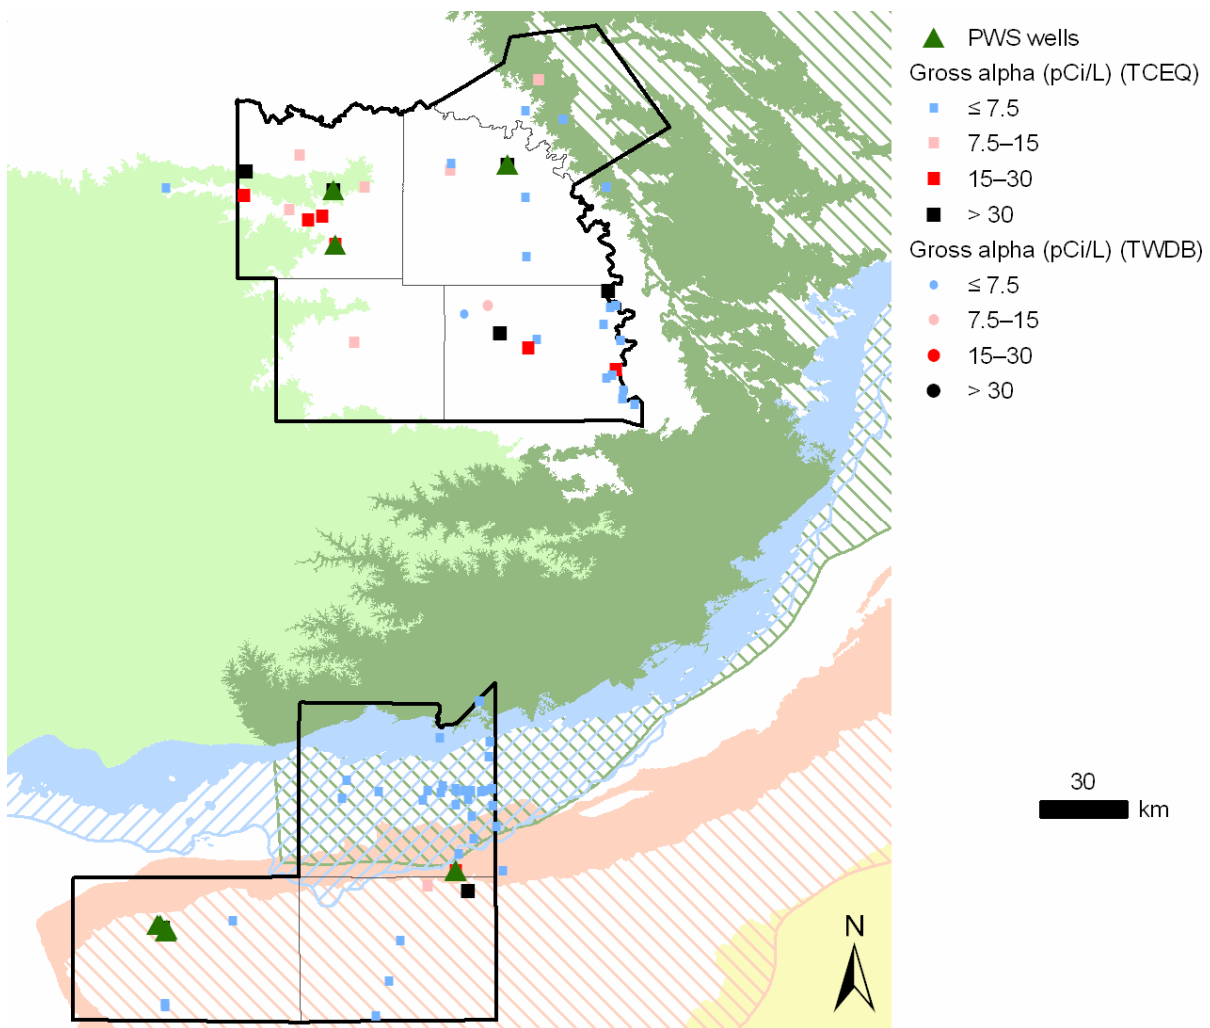 PWS wells
Gross alpha (pCi/L) (TCEQ)
≤ 7.5
7.5–15
15–30
> 30
Gross alpha (pCi/L) (TWDB)
≤ 7.5
7.5–15
15–30
> 30
30
km
N